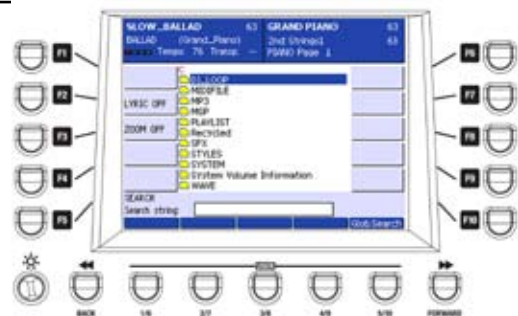 SLOW_BALLAD 63 GRAND PIANO 63
BALLAD (Grand_Piano) 2nd Strings1 63
Tempo: 76 Transp: -- PIANO Page 1
F1
F6
DJ_LOOP
F2
MIDIFILE
F7
LYRIC OFF
MP3
MGP
PLAYLIST
F3
ZOOM OFF
Recycled
F8
SFX
STYLES
F4
SYSTEM
F9
System Volume Information
WAVE
SEARCH
F5
Search string
F10
Glob.Search
BACK 1/6 2/7 3/8 4/9 5/10 FORWARD